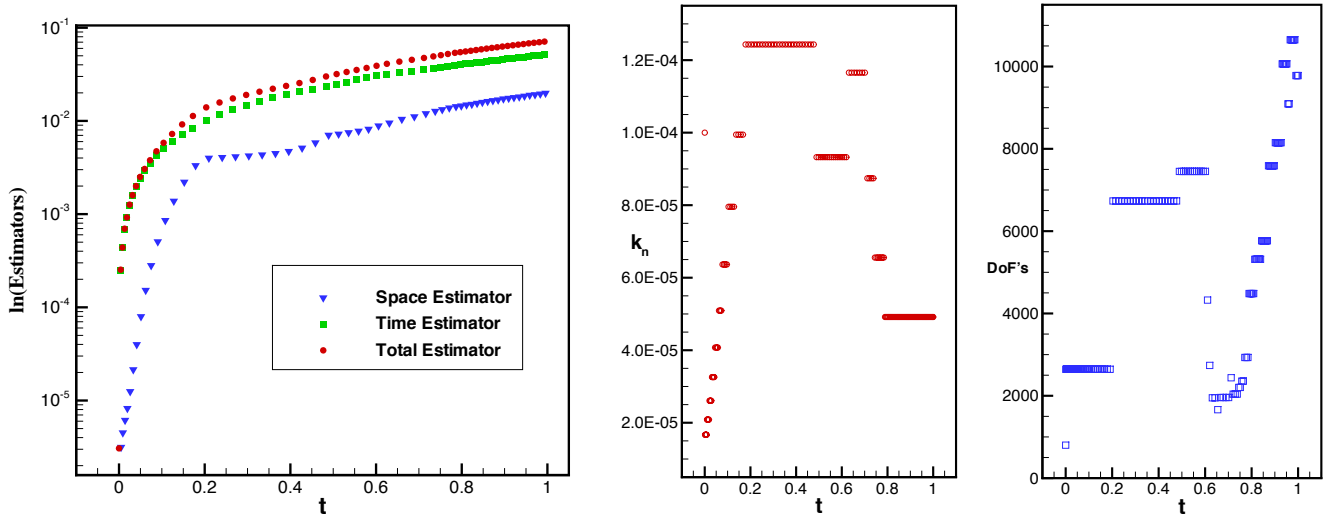 ln(Estimators)
10^-1
10^-2
10^-3
10^-4
10^-5
Space Estimator
Time Estimator
Total Estimator
0 0.2 0.4 0.6 0.8 1
t
k_n
1.2E-04
1.0E-04
8.0E-05
6.0E-05
4.0E-05
2.0E-05
0 0.2 0.4 0.6 0.8 1
t
DoF's
10000
8000
6000
4000
2000
0
0 0.2 0.4 0.6 0.8 1
t